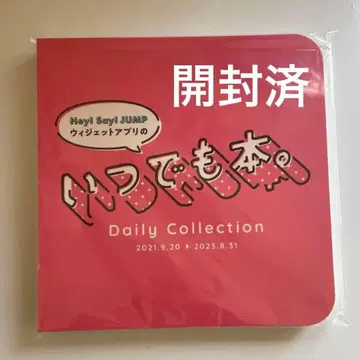 開封済
Hey! Say! JUMP
ウィジェットアプリの
いつでも本。
Daily Collection
2021.9.20 ▶ 2023.8.31